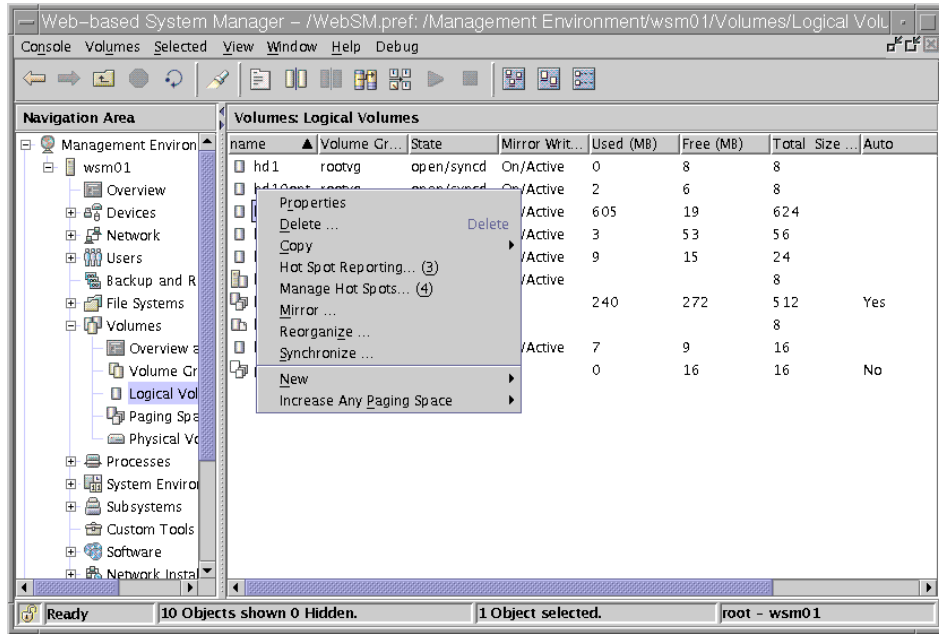 Web-based System Manager - /WebSM.pref: /Management Environment/wsm01/Volumes/Logical Volu
Console Volumes Selected View Window Help Debug
Navigation Area
Volumes: Logical Volumes
Management Environ
wsm01
Overview
Devices
Network
Users
Backup and R
File Systems
Volumes
Overview a
Volume Gr
Logical Vol
Paging Spa
Physical Vo
Processes
System Enviro
Subsystems
Custom Tools
Software
Network Instal
name Volume Gr... State Mirror Writ... Used (MB) Free (MB) Total Size ... Auto
hd1 rootvg open/syncd On/Active 0 8 8
hd10opt rootvg open/syncd On/Active 2 6 8
/Active 605 19 624
/Active 3 53 56
/Active 9 15 24
/Active 8
240 272 512 Yes
8
/Active 7 9 16
0 16 16 No
Properties
Delete ... Delete
Copy
Hot Spot Reporting... (3)
Manage Hot Spots... (4)
Mirror ...
Reorganize ...
Synchronize ...
New
Increase Any Paging Space
Ready 10 Objects shown 0 Hidden. 1 Object selected. root - wsm01